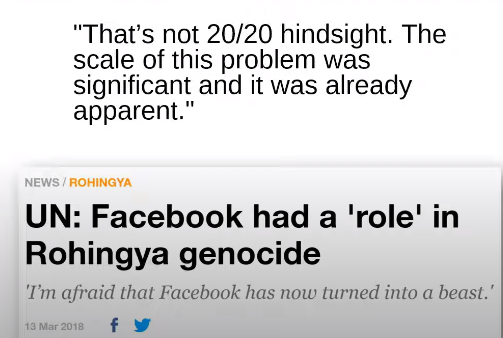 "That's not 20/20 hindsight. The
scale of this problem was
significant and it was already
apparent."
NEWS / ROHINGYA
UN: Facebook had a 'role' in
Rohingya genocide
'I'm afraid that Facebook has now turned into a beast.'
13 Mar 2018